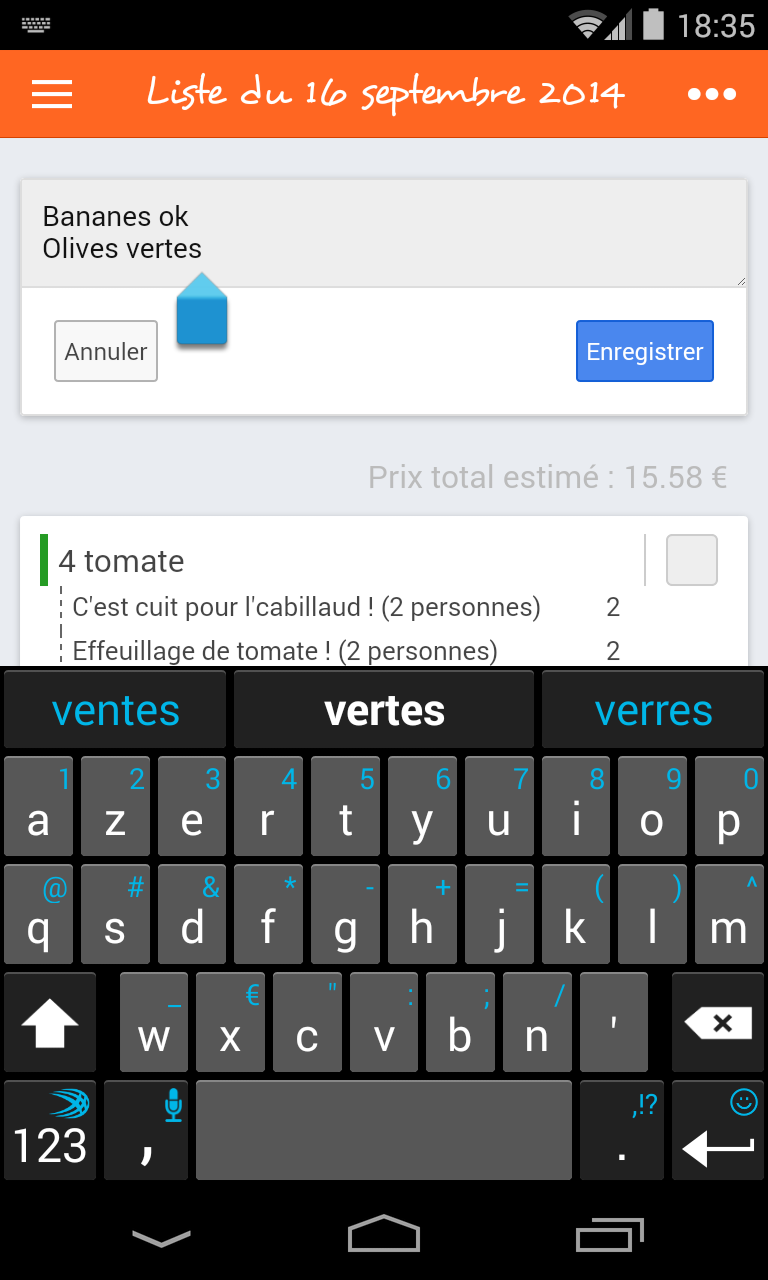 18:35
Liste du 16 septembre 2014
Bananes ok
Olives vertes
Annuler
Enregistrer
Prix total estimé : 15.58 €
4 tomate
C'est cuit pour l'cabillaud ! (2 personnes) 2
Effeuillage de tomate ! (2 personnes) 2
ventes vertes verres
1 2 3 4 5 6 7 8 9 0
a z e r t y u i o p
@ # & * - + = ( ) ^
q s d f g h j k l m
_ € " : ; /
w x c v b n '
,!?
123 , .